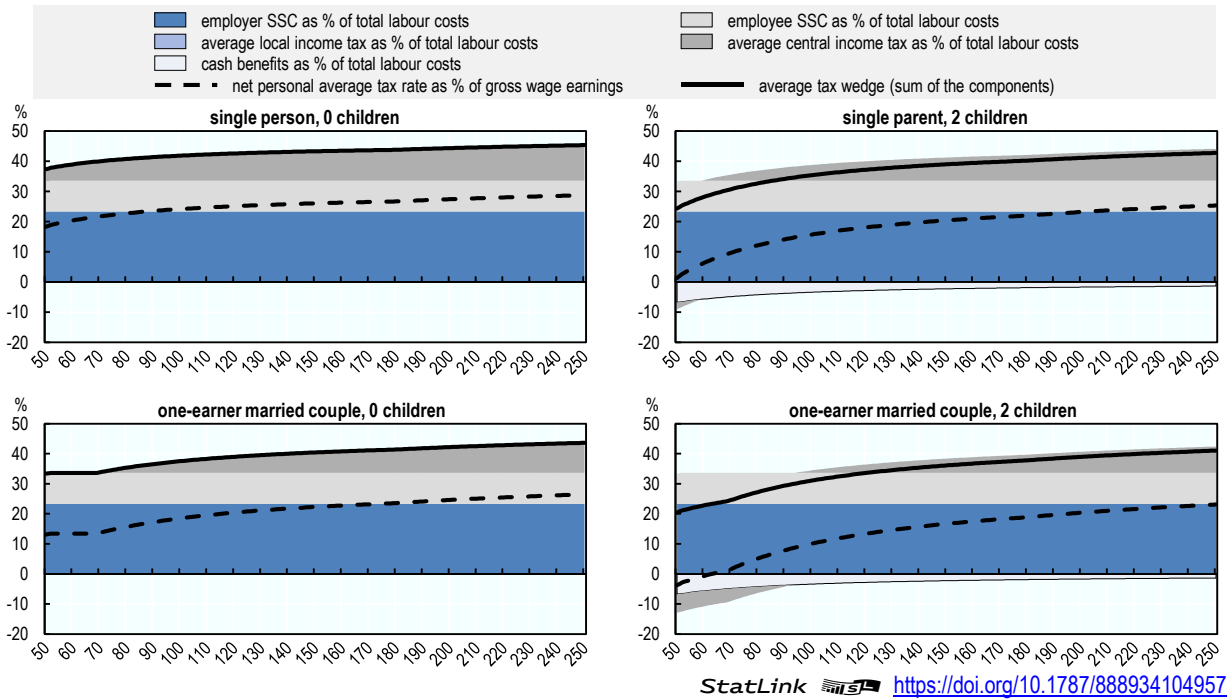 employer SSC as % of total labour costs employee SSC as % of total labour costs
average local income tax as % of total labour costs average central income tax as % of total labour costs
cash benefits as % of total labour costs
net personal average tax rate as % of gross wage earnings average tax wedge (sum of the components)
%
single person, 0 children
50
40
30
20
10
0
-10
-20
50 60 70 80 90 100 110 120 130 140 150 160 170 180 190 200 210 220 230 240 250
%
single parent, 2 children
50
40
30
20
10
0
-10
-20
50 60 70 80 90 100 110 120 130 140 150 160 170 180 190 200 210 220 230 240 250
%
one-earner married couple, 0 children
50
40
30
20
10
0
-10
-20
50 60 70 80 90 100 110 120 130 140 150 160 170 180 190 200 210 220 230 240 250
%
one-earner married couple, 2 children
50
40
30
20
10
0
-10
-20
50 60 70 80 90 100 110 120 130 140 150 160 170 180 190 200 210 220 230 240 250
StatLink https://doi.org/10.1787/888934104957